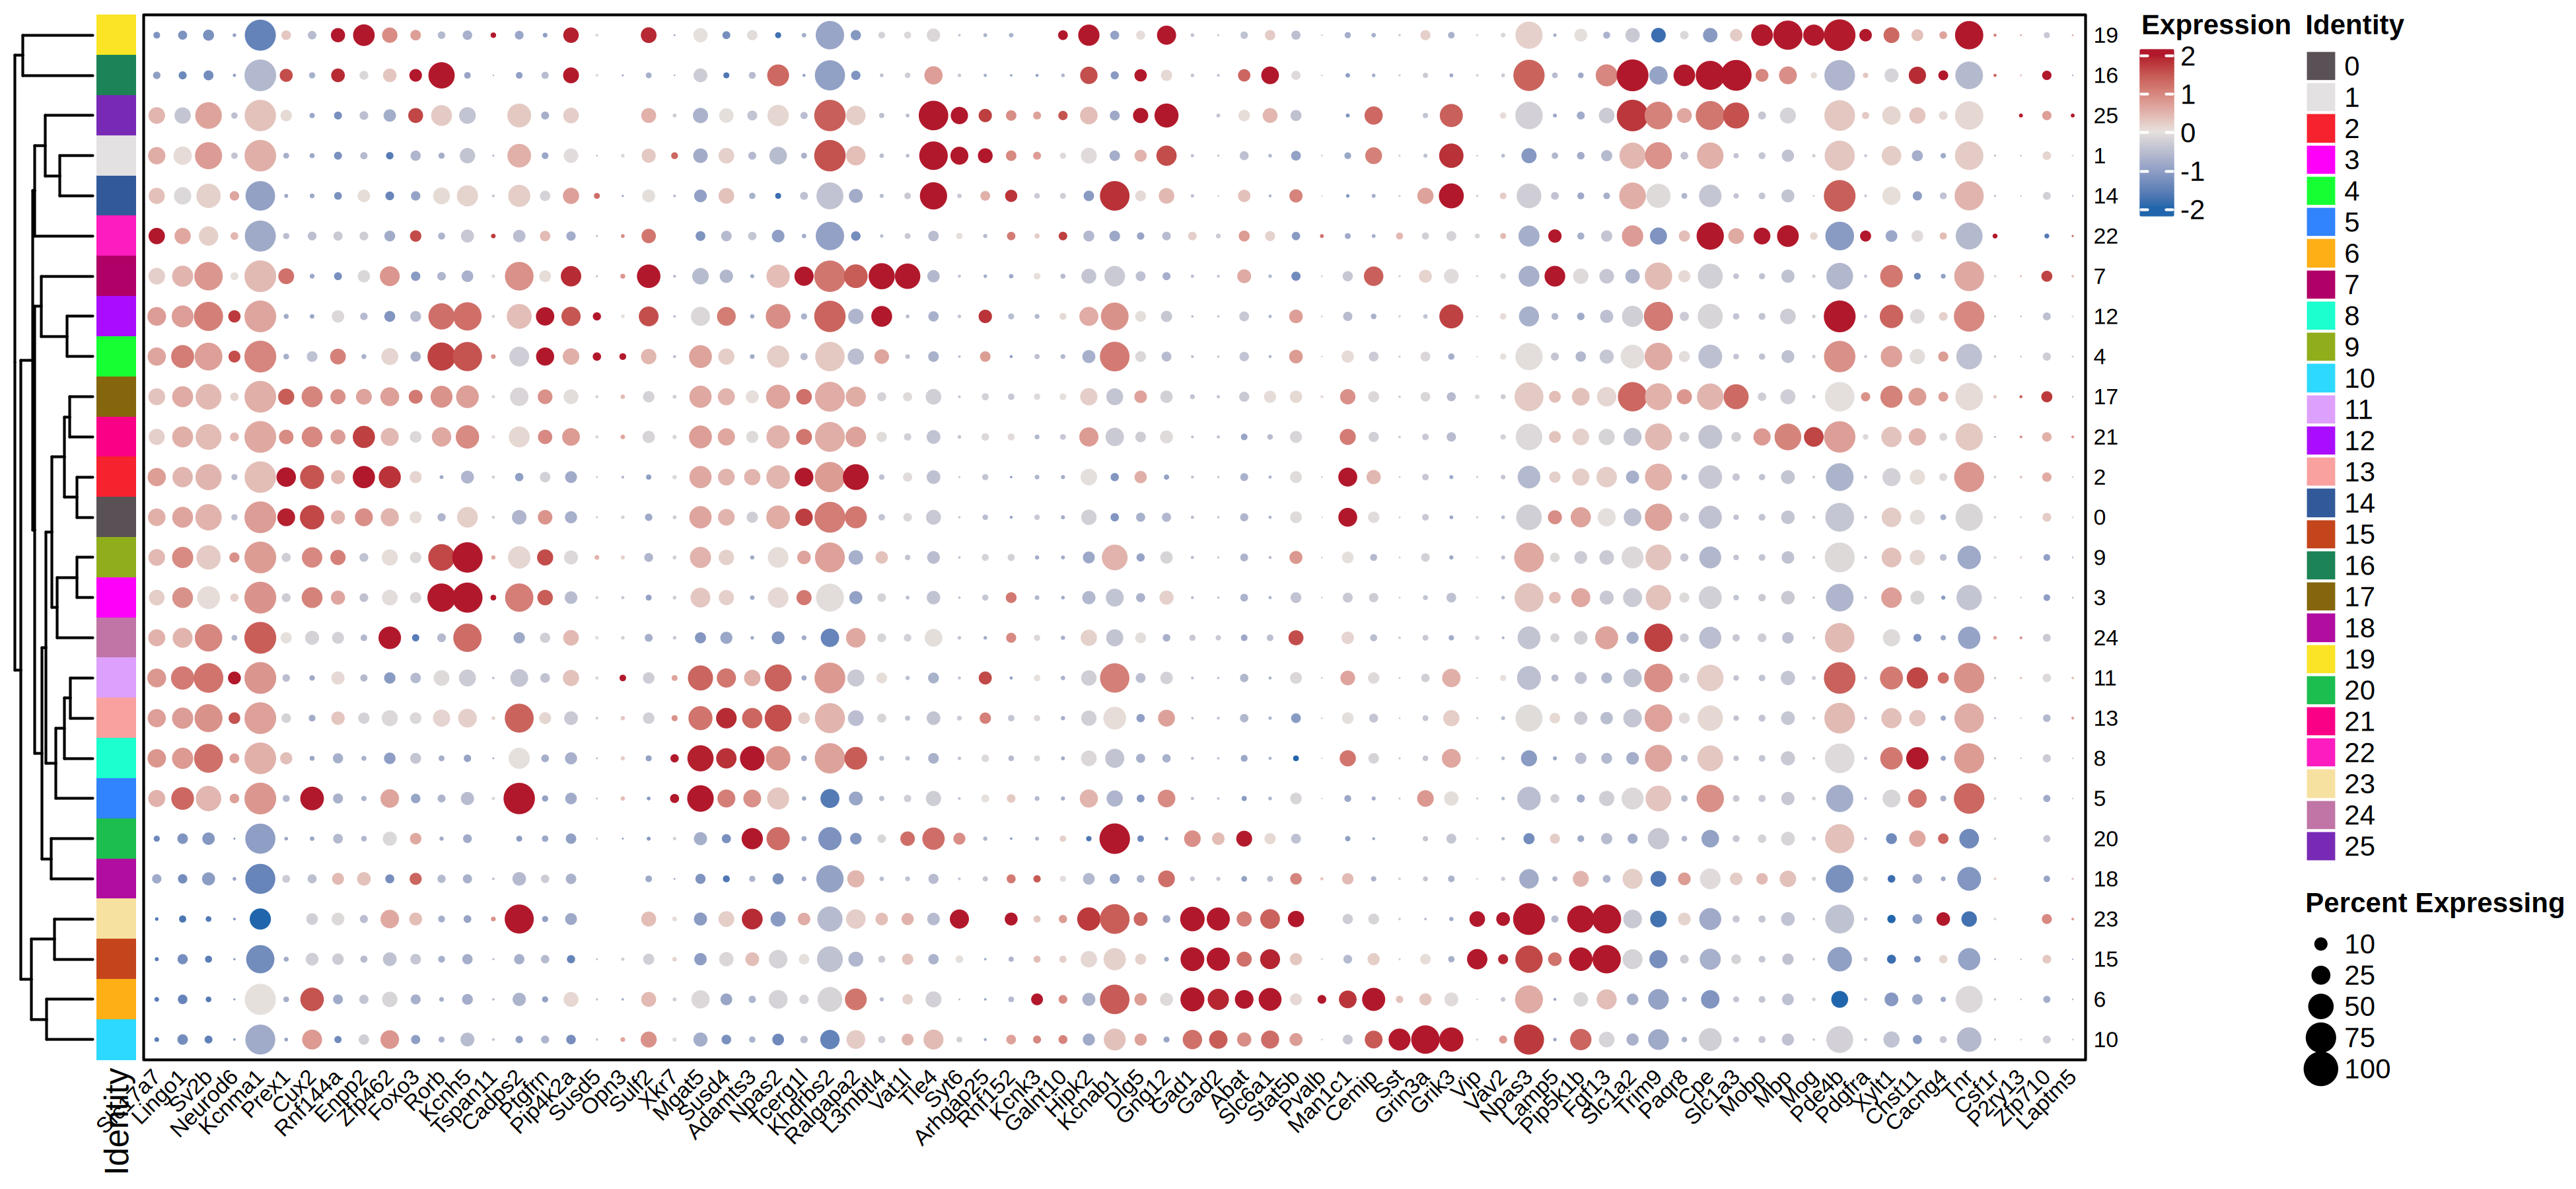 19
16
25
1
14
22
7
12
4
17
21
2
0
9
3
24
11
13
8
5
20
18
23
15
6
10
Expression
2
1
0
-1
-2
Identity
0
1
2
3
4
5
6
7
8
9
10
11
12
13
14
15
16
17
18
19
20
21
22
23
24
25
Percent Expressing
10
25
50
75
100
Identity
Slc17a7
Lingo1
Sv2b
Neurod6
Kcnma1
Prex1
Cux2
Rnf14a
Enpp2
Zfp462
Foxo3
Rorb
Kcnh5
Tspan11
Cadps2
Ptgfrn
Pip4k2a
Susd5
Opn3
Sulf2
Xkr7
Mgat5
Susd4
Adamts3
Npas2
Tcerg1l
Khdrbs2
Ralgapa2
L3mbtl4
Vat1l
Tle4
Syt6
Arhgap25
Rnf152
Kcnk3
Galnt10
Hipk2
Kcnab1
Dlg5
Gng12
Gad1
Gad2
Abat
Slc6a1
Stat5b
Pvalb
Man1c1
Cemip
Sst
Grin3a
Grik3
Vip
Vav2
Npas3
Lamp5
Pip5k1b
Fgf13
Slc1a2
Trim9
Paqr8
Cpe
Slc1a3
Mobp
Mbp
Mog
Pde4b
Pdgfra
Xylt1
Chst11
Cacng4
Tnr
Csf1r
P2ry13
Zfp710
Laptm5